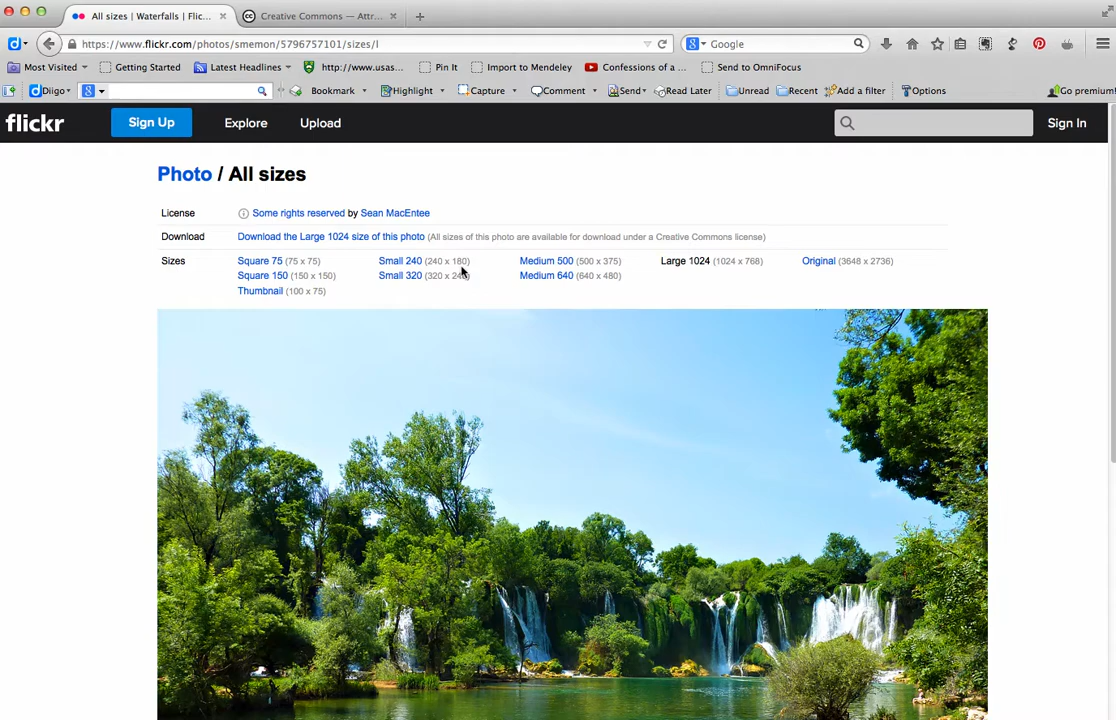 All sizes | Waterfalls | Flic... × Creative Commons — Attr... × +
https://www.flickr.com/photos/smemon/5796757101/sizes/l Google
Most Visited Getting Started Latest Headlines http://www.usas... Pin It Import to Mendeley Confessions of a ... Send to OmniFocus
Diigo Bookmark Highlight Capture Comment Send Read Later Unread Recent Add a filter Options Go premium!
flickr Sign Up Explore Upload Sign In
Photo / All sizes
License Some rights reserved by Sean MacEntee
Download Download the Large 1024 size of this photo (All sizes of this photo are available for download under a Creative Commons license)
Sizes Square 75 (75 x 75) Small 240 (240 x 180) Medium 500 (500 x 375) Large 1024 (1024 x 768) Original (3648 x 2736)
Square 150 (150 x 150) Small 320 (320 x Medium 640 (640 x 480)
Thumbnail (100 x 75)